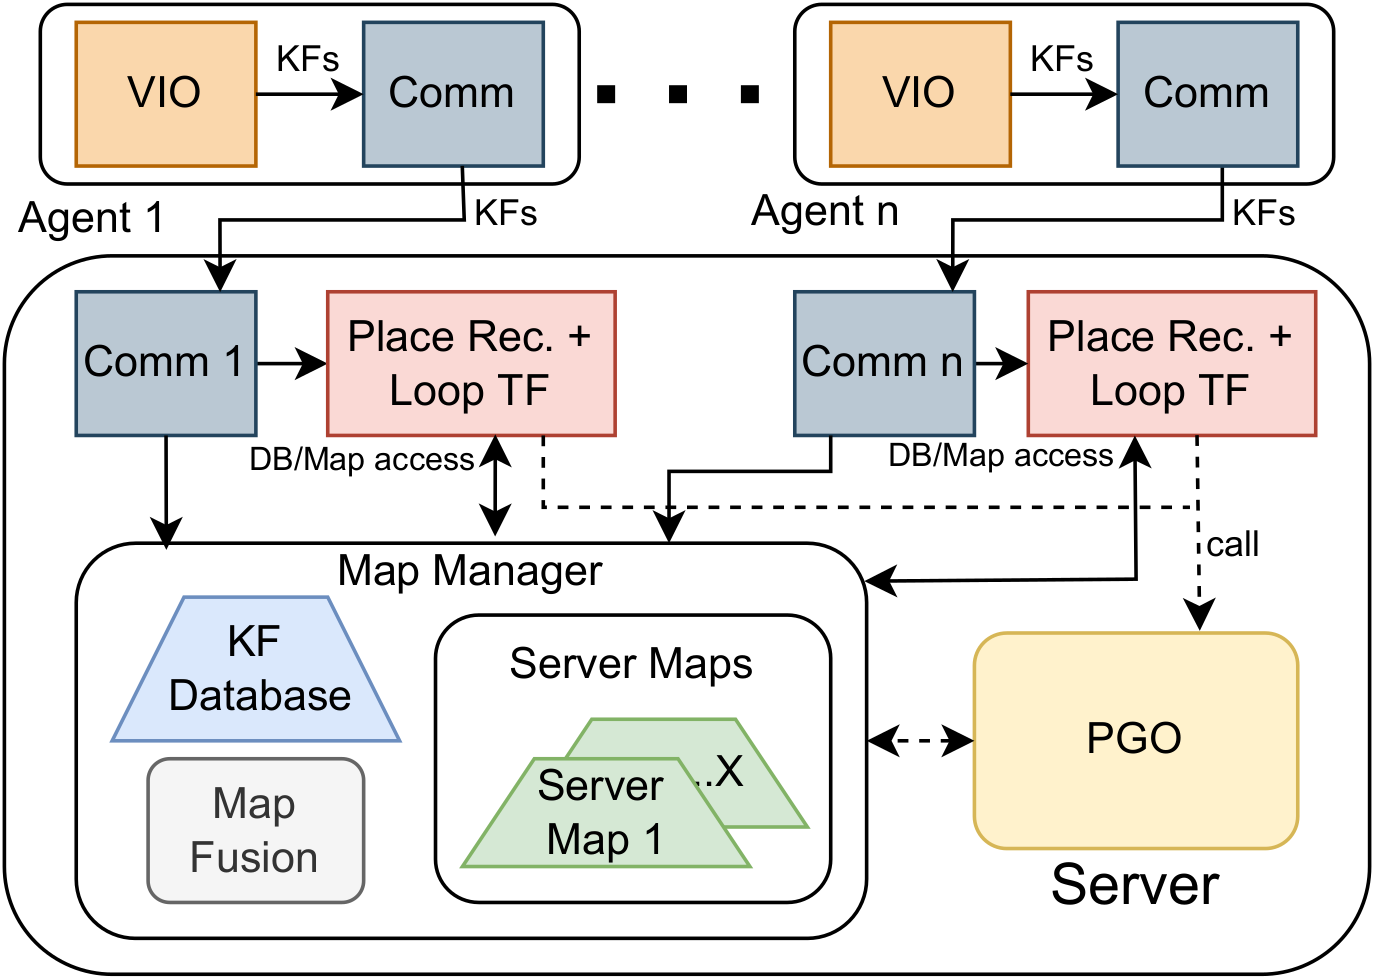 VIO
KFs
Comm
VIO
KFs
Comm
Agent 1
KFs
Agent n
KFs
Comm 1
Place Rec. +
Loop TF
Comm n
Place Rec. +
Loop TF
DB/Map access
DB/Map access
call
Map Manager
KF
Database
Server Maps
Server
Map 1
..X
Map
Fusion
PGO
Server